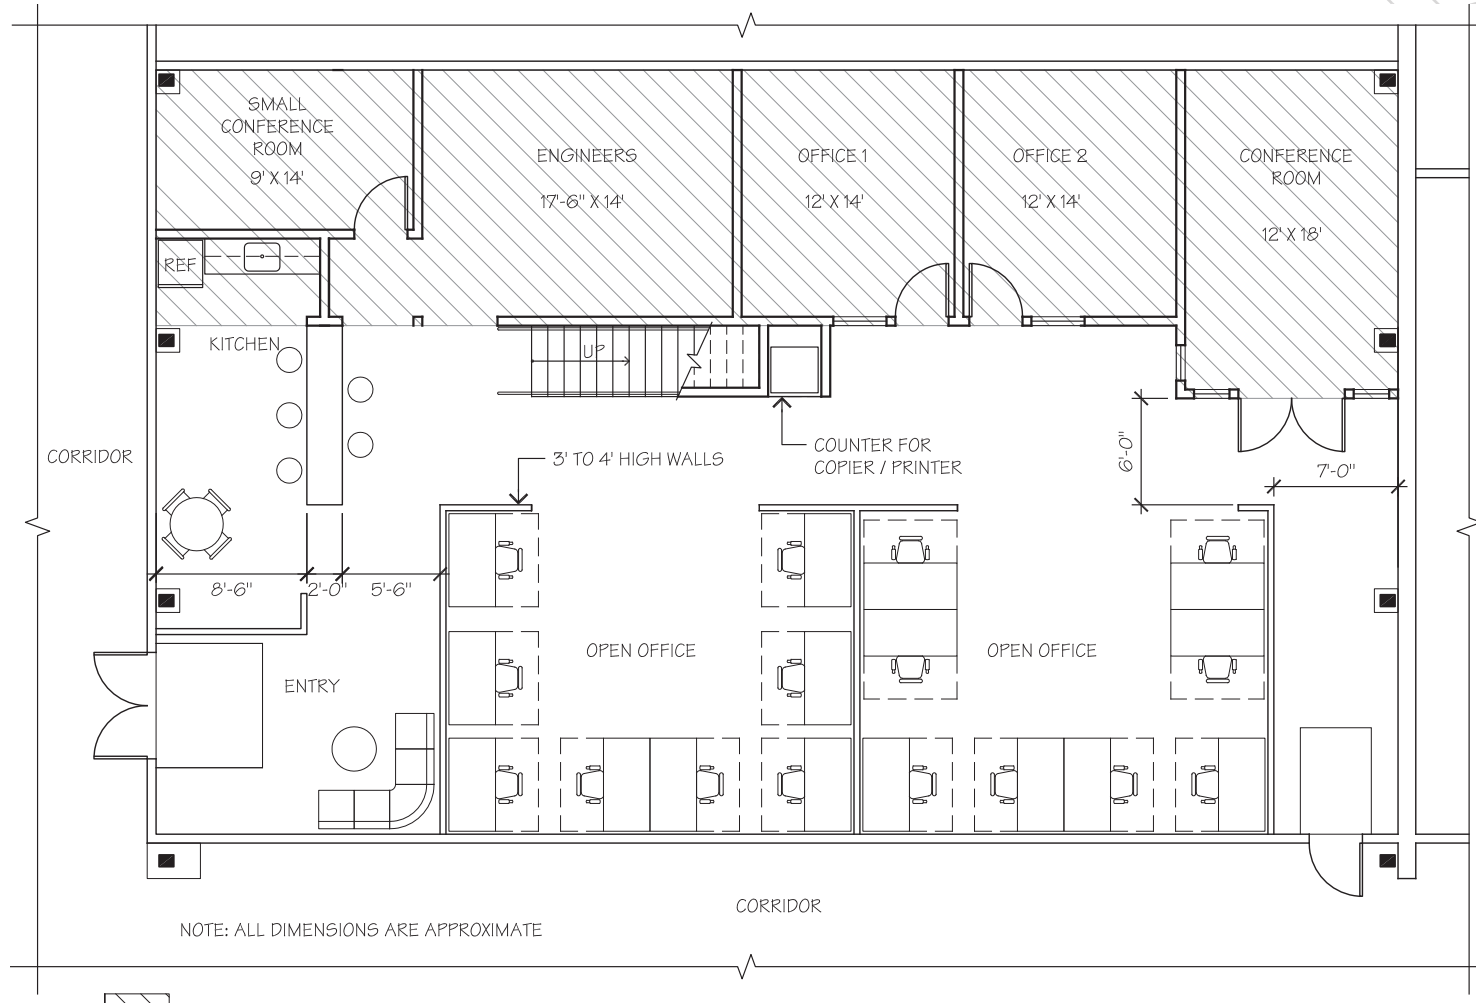 SMALL
CONFERENCE
ROOM
9' X 14'
ENGINEERS
17'-6" X 14'
OFFICE 1
12' X 14'
OFFICE 2
12' X 14'
CONFERENCE
ROOM
12' X 18'
REF
KITCHEN
UP
CORRIDOR
3' TO 4' HIGH WALLS
COUNTER FOR
COPIER / PRINTER
6'-0"
7'-0"
8'-6"
2'-0"
5'-6"
ENTRY
OPEN OFFICE
OPEN OFFICE
CORRIDOR
NOTE: ALL DIMENSIONS ARE APPROXIMATE